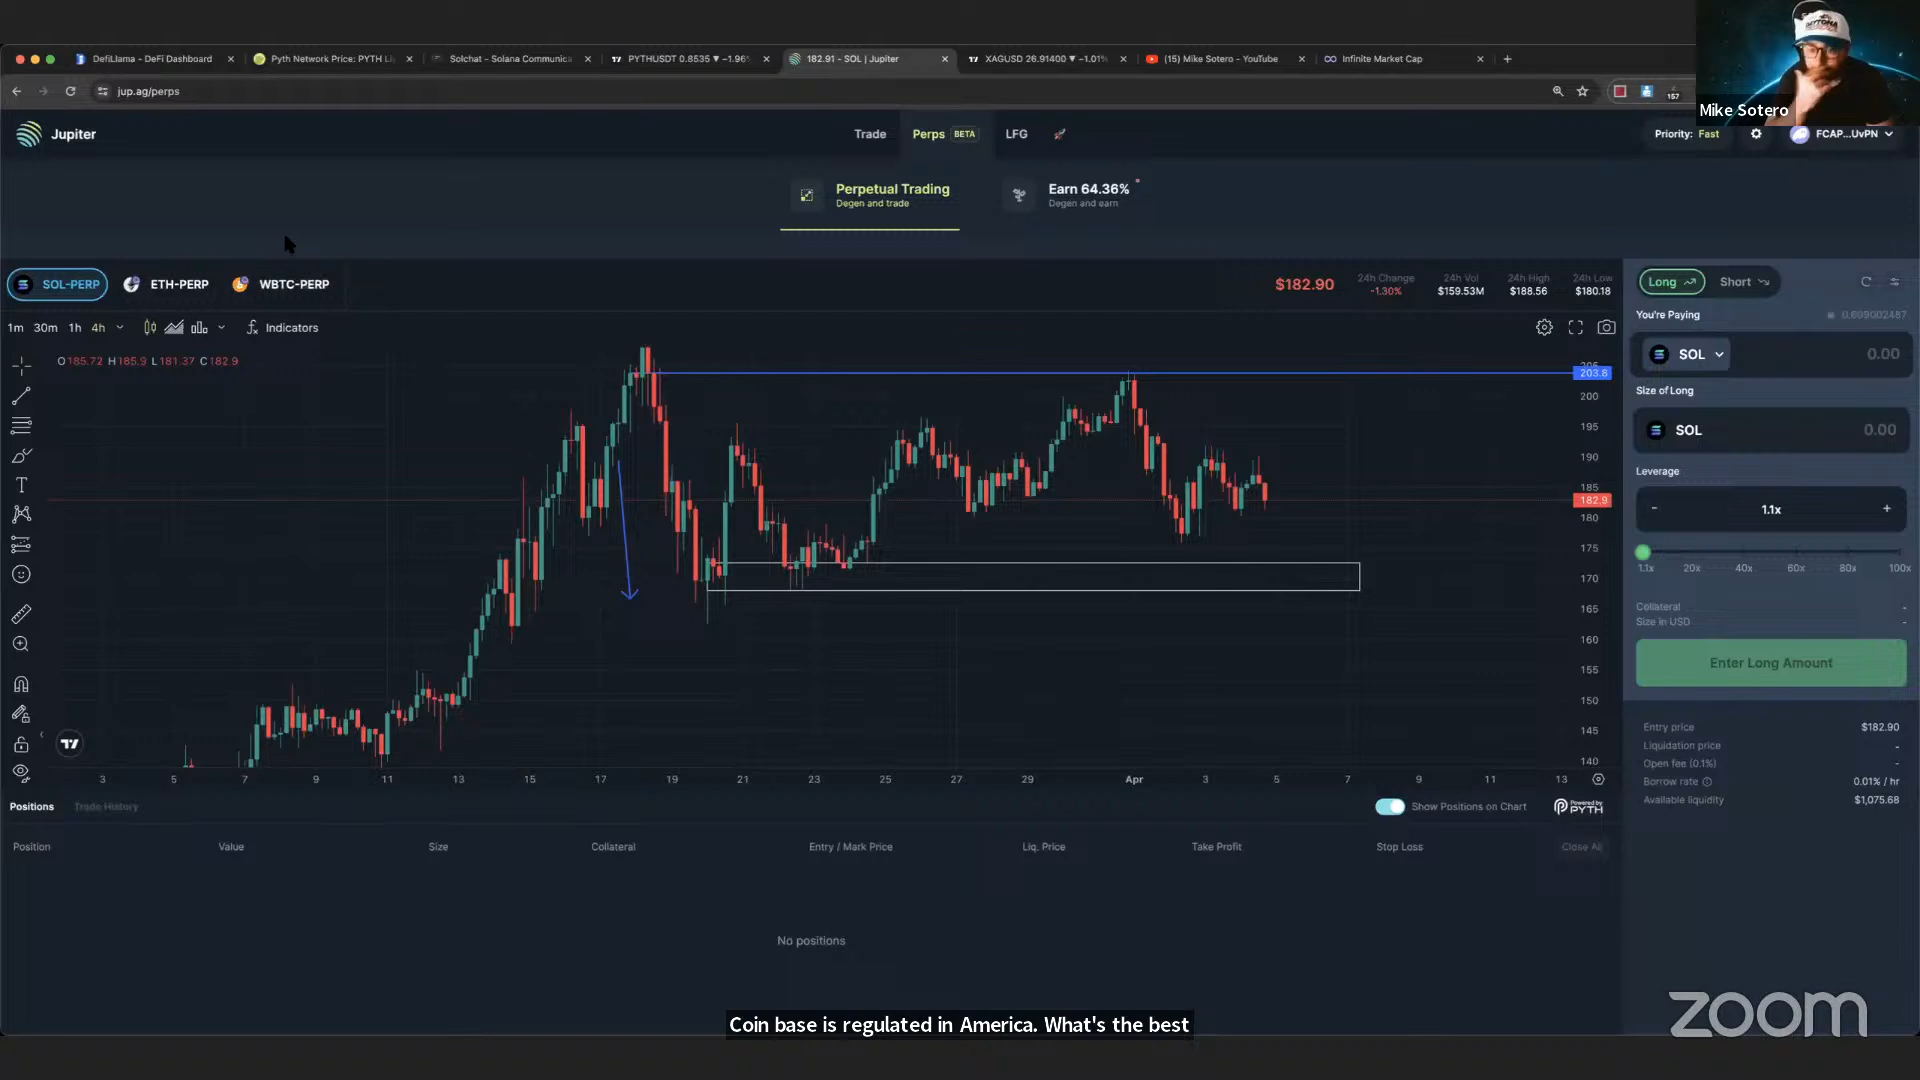 DefiLlama - DeFi Dashboard
Pyth Network Price: PYTH Li
Solchat - Solana Communic
PYTHUSDT 0.8535 ▼ −1.96%
182.91 - SOL | Jupiter
XAGUSD 26.91400 ▼ −1.01%
(15) Mike Sotero - YouTube
Infinite Market Cap
jup.ag/perps
157
Mike Sotero
Jupiter
Trade
Perps BETA
LFG
Priority: Fast
FCAP...UvPN
Perpetual Trading
Degen and trade
Earn 64.36%
Degen and earn
SOL-PERP
ETH-PERP
WBTC-PERP
$182.90
24h Change
-1.30%
24h Vol
$159.53M
24h High
$188.56
24h Low
$180.18
Long
Short
You're Paying
0.609002487
SOL
0.00
Size of Long
SOL
0.00
Leverage
-
1.1x
+
1.1x 20x 40x 60x 80x 100x
Collateral -
Size in USD -
Enter Long Amount
Entry price $182.90
Liquidation price -
Open fee (0.1%) -
Borrow rate 0.01% / hr
Available liquidity $1,075.68
1m 30m 1h 4h
Indicators
O185.72 H185.9 L181.37 C182.9
205
203.8
200
195
190
185
182.9
180
175
170
165
160
155
150
145
140
3 5 7 9 11 13 15 17 19 21 23 25 27 29 Apr 3 5 7 9 11 13
Positions
Trade History
Show Positions on Chart
Powered by
PYTH
Position Value Size Collateral Entry / Mark Price Liq. Price Take Profit Stop Loss Close All
No positions
Coin base is regulated in America. What's the best
zoom